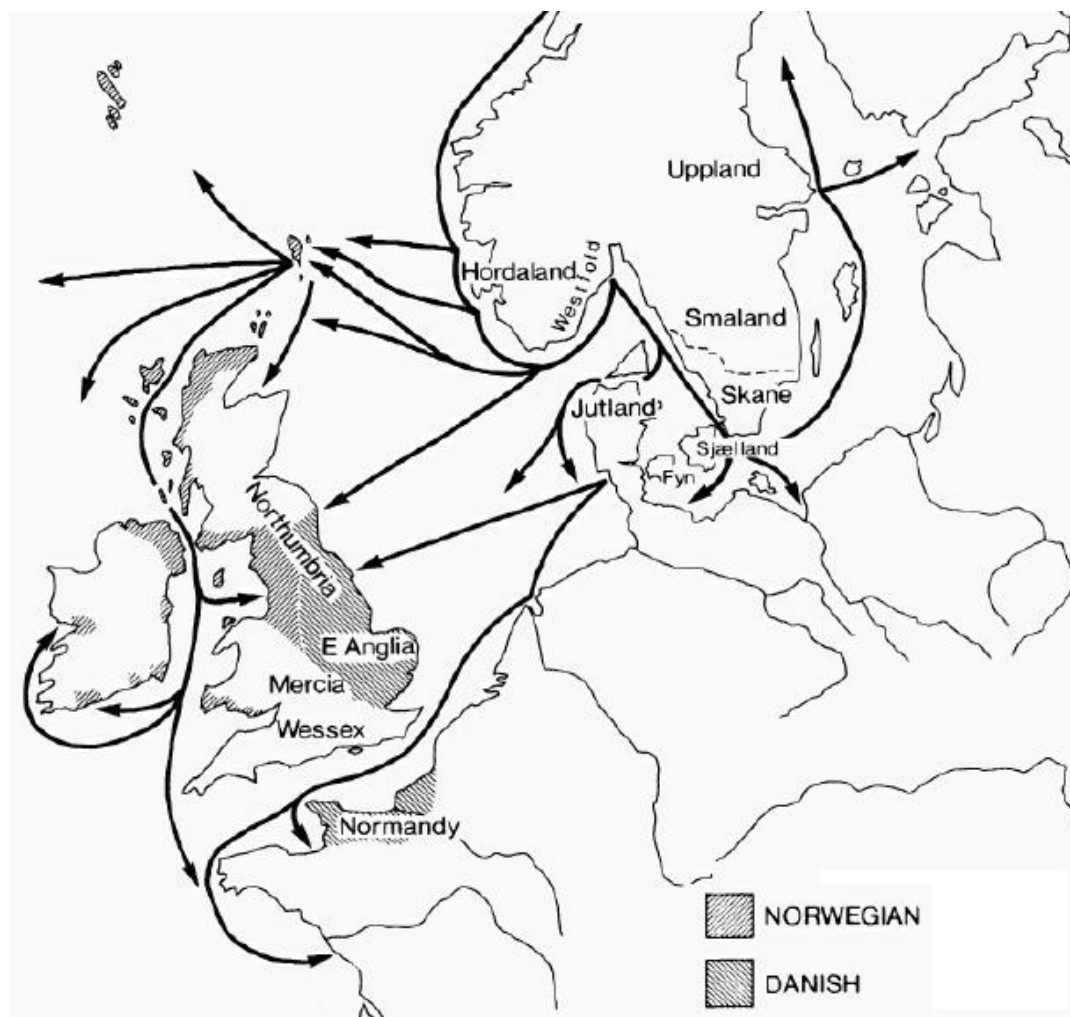 Uppland
Hordaland
Westfold
Smaland
Skane
Jutland
Sjælland
Fyn
Northumbria
E Anglia
Mercia
Wessex
Normandy
NORWEGIAN
DANISH